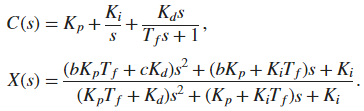 C(s) = K_p + \frac{K_i}{s} + \frac{K_d s}{T_f s + 1},
X(s) = \frac{(bK_pT_f + cK_d)s^2 + (bK_p + K_iT_f)s + K_i}{(K_pT_f + K_d)s^2 + (K_p + K_iT_f)s + K_i}.